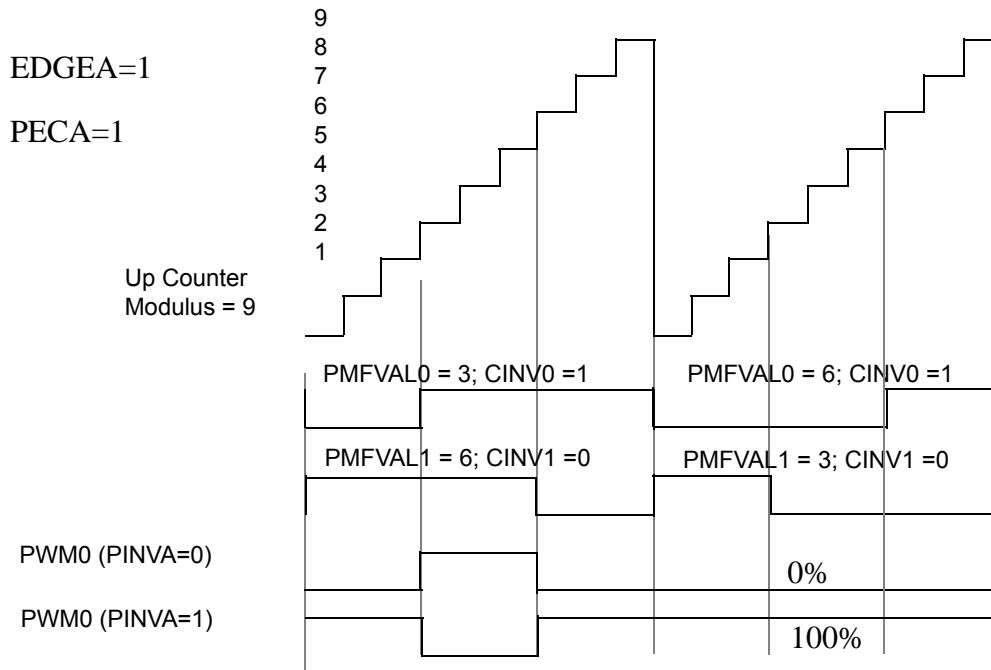 9
8
EDGEA=1
7
6
PECA=1
5
4
3
2
1
Up Counter
Modulus = 9
PMFVAL0 = 3; CINV0 =1
PMFVAL0 = 6; CINV0 =1
PMFVAL1 = 6; CINV1 =0
PMFVAL1 = 3; CINV1 =0
PWM0 (PINVA=0)
0%
PWM0 (PINVA=1)
100%